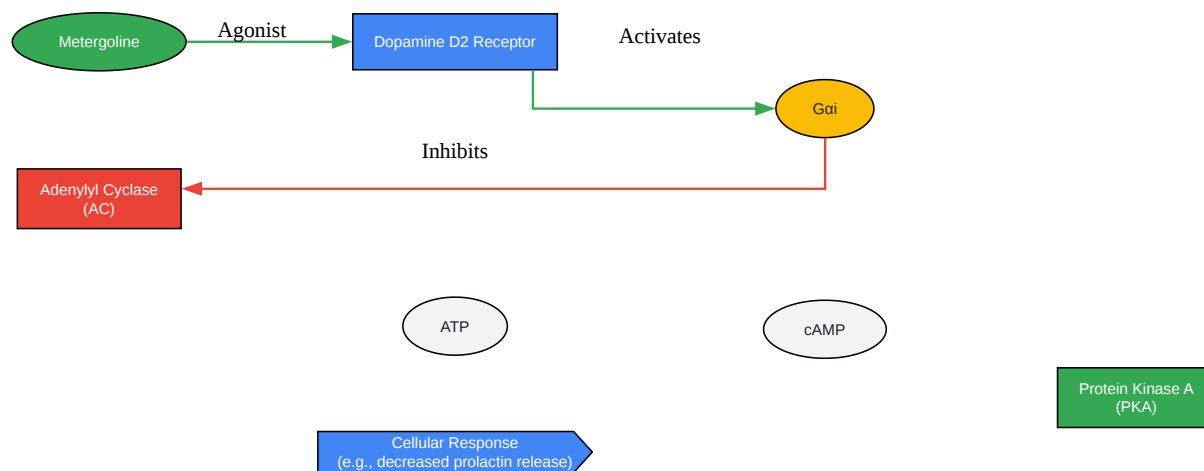 Metergoline
Agonist
Dopamine D2 Receptor
Activates
Gαi
Inhibits
Adenylyl Cyclase
(AC)
ATP
cAMP
Protein Kinase A
(PKA)
Cellular Response
(e.g., decreased prolactin release)